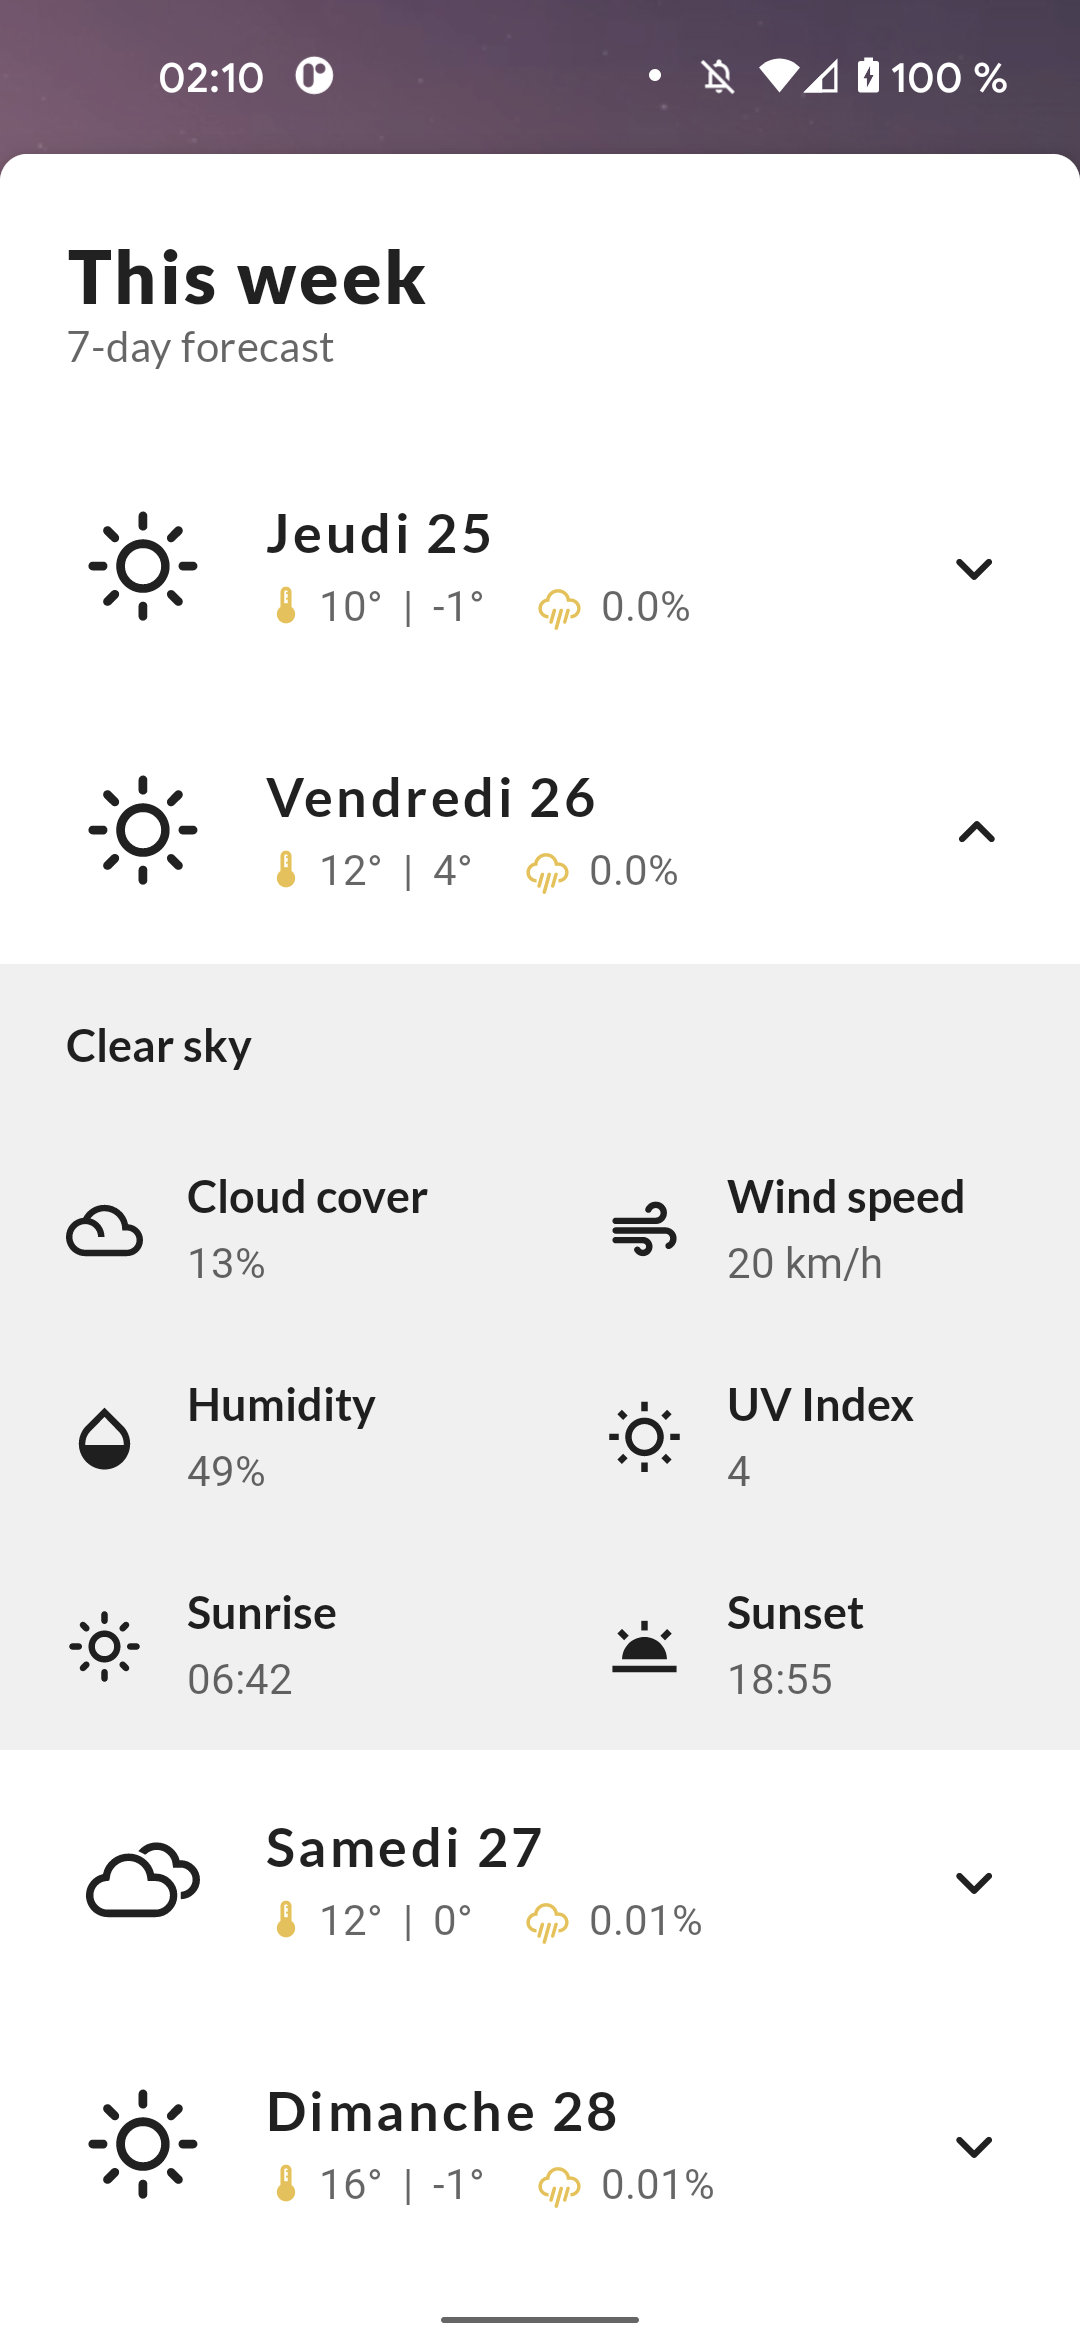 02:10 100 %
This week
7-day forecast
Jeudi 25
10° | -1° 0.0%
Vendredi 26
12° | 4° 0.0%
Clear sky
Cloud cover
13%
Wind speed
20 km/h
Humidity
49%
UV Index
4
Sunrise
06:42
Sunset
18:55
Samedi 27
12° | 0° 0.01%
Dimanche 28
16° | -1° 0.01%